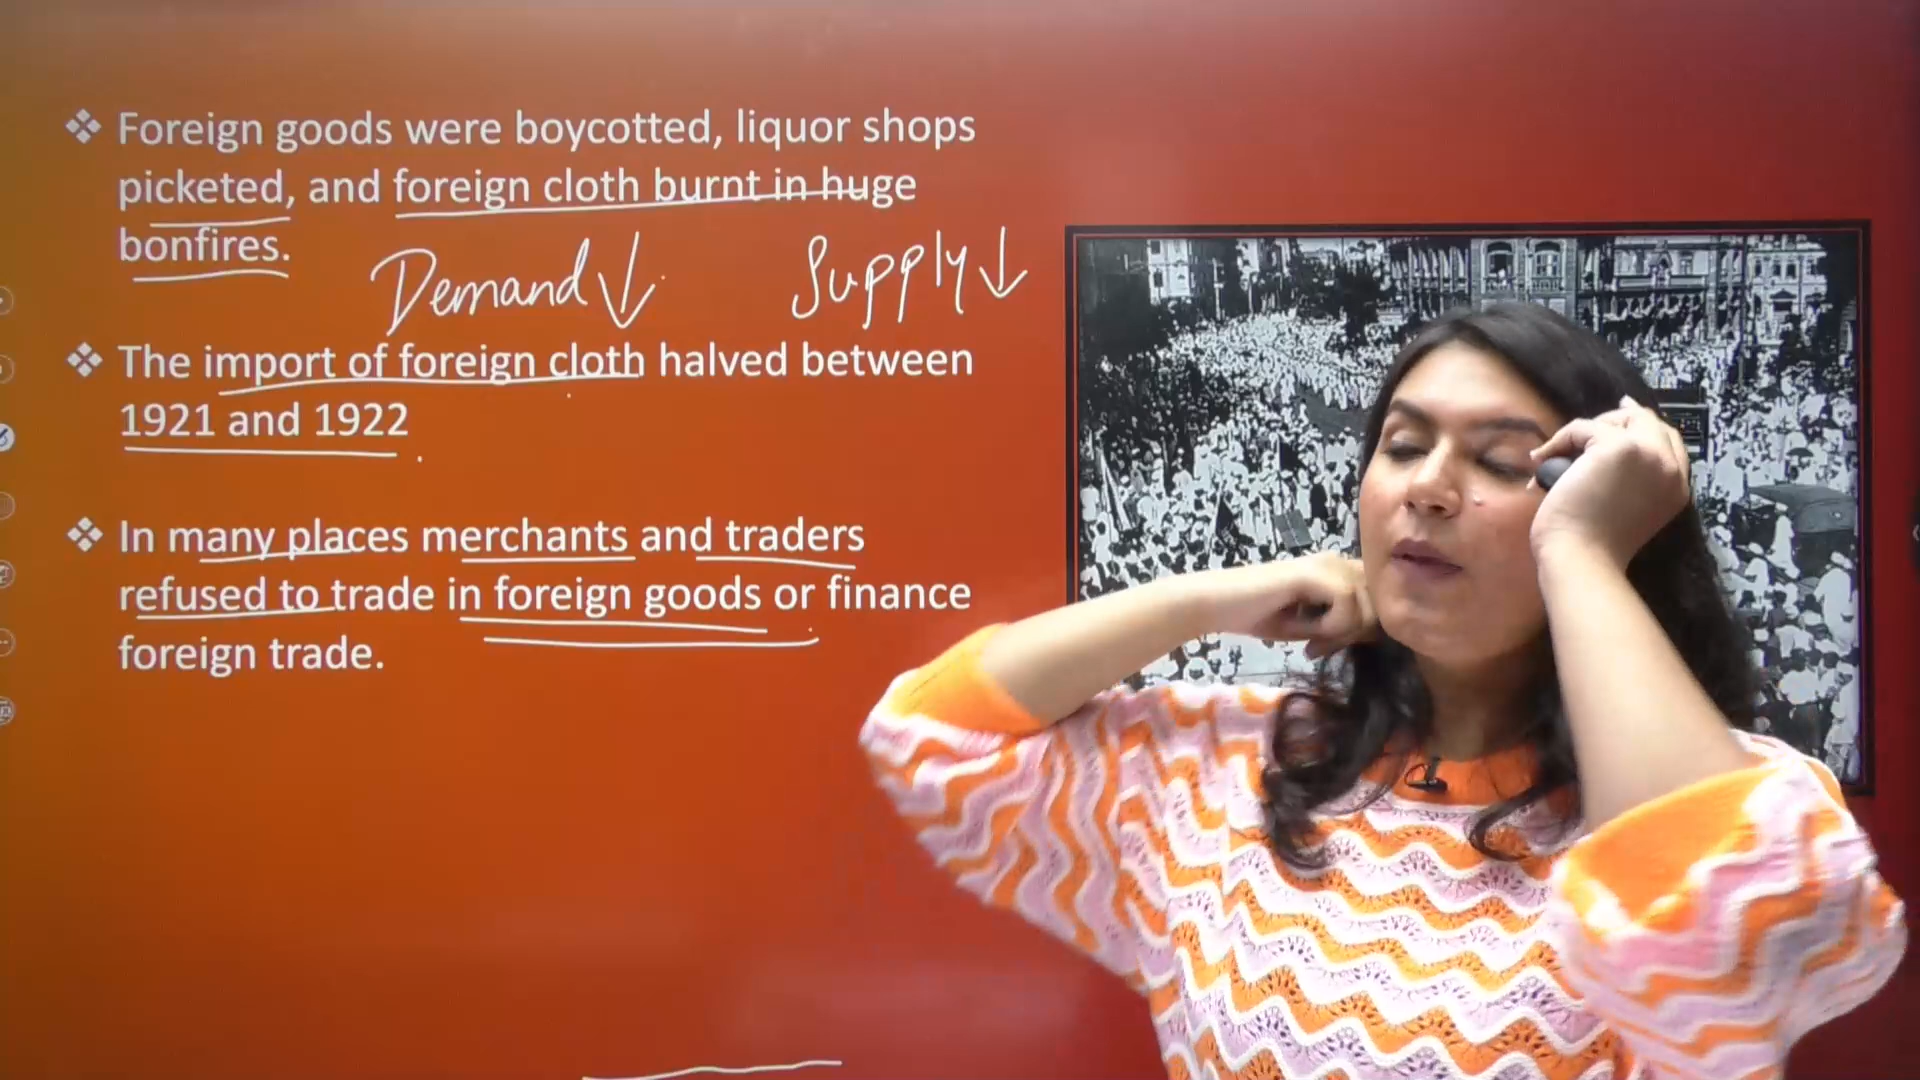 ❖ Foreign goods were boycotted, liquor shops
picketed, and foreign cloth burnt in huge
bonfires.
Demand↓ Supply↓
❖ The import of foreign cloth halved between
1921 and 1922
❖ In many places merchants and traders
refused to trade in foreign goods or finance
foreign trade.